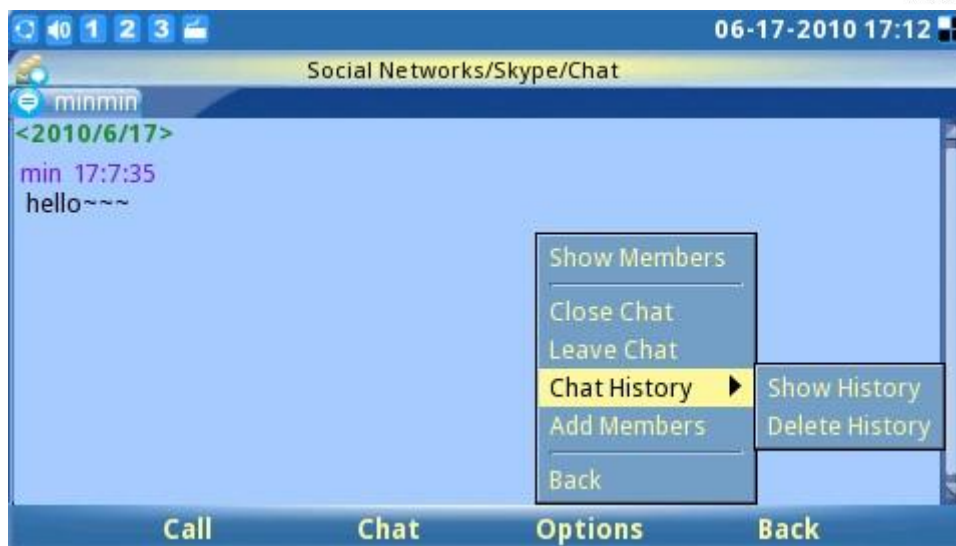 0 1 2 3 06-17-2010 17:12
Social Networks/Skype/Chat
minmin
<2010/6/17>
min 17:7:35
hello~~~
Show Members
Close Chat
Leave Chat
Chat History
Show History
Add Members
Delete History
Back
Call Chat Options Back